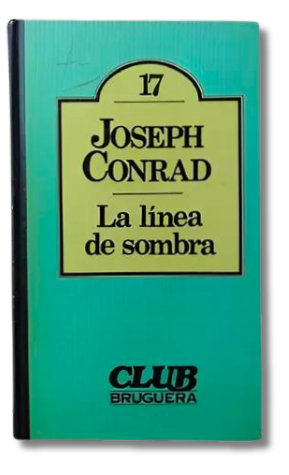 17
JOSEPH
CONRAD
La línea
de sombra
CLUB
BRUGUERA